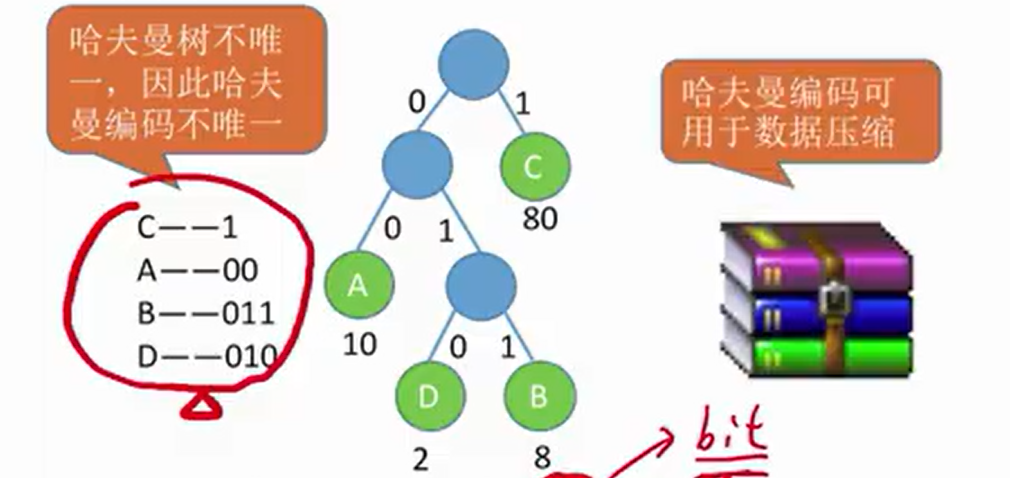 哈夫曼树不唯
一，因此哈夫
曼编码不唯一
C——1
A——00
B——011
D——010
0
1
C
80
0
1
A
10
0
1
D
B
2
8
哈夫曼编码可
用于数据压缩
bit